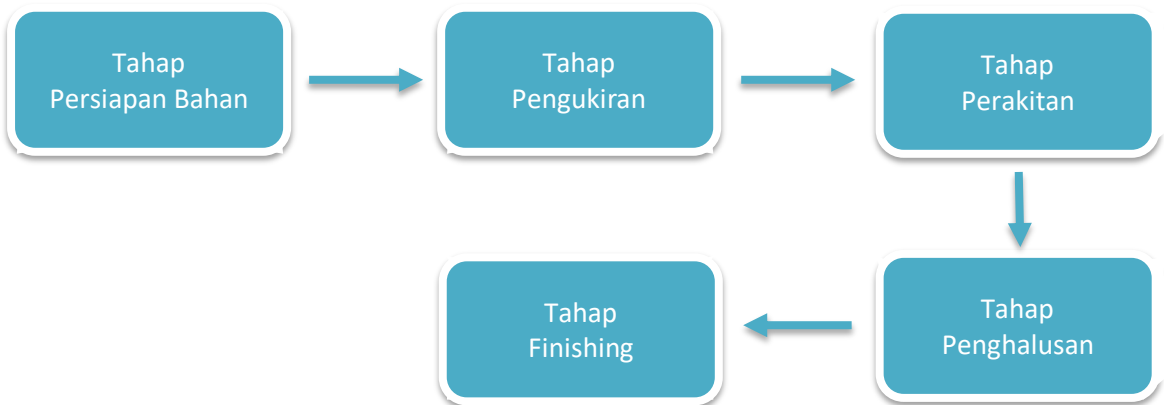 Tahap
Persiapan Bahan
Tahap
Pengukiran
Tahap
Perakitan
Tahap
Penghalusan
Tahap
Finishing